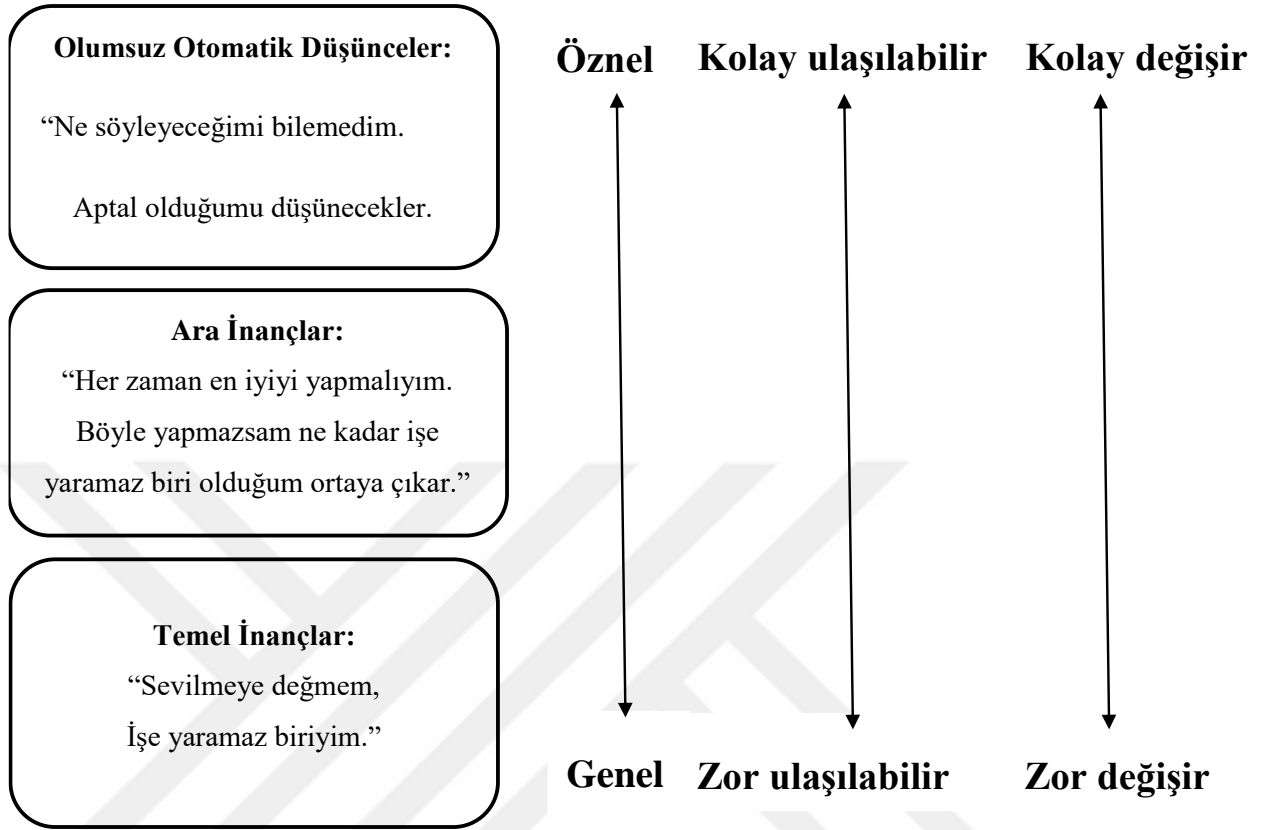 Olumsuz Otomatik Düşünceler:
“Ne söyleyeceğimi bilemedim.
Aptal olduğumu düşünecekler.
Ara İnançlar:
“Her zaman en iyiyi yapmalıyım.
Böyle yapmazsam ne kadar işe
yaramaz biri olduğum ortaya çıkar.”
Temel İnançlar:
“Sevilmeye değmem,
İşe yaramaz biriyim.”
Öznel Kolay ulaşılabilir Kolay değişir
Genel Zor ulaşılabilir Zor değişir